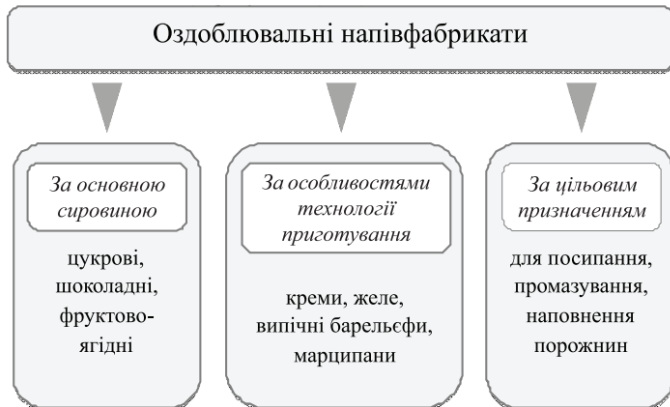 Оздоблювальні напівфабрикати
За основною
сировиною
цукрові,
шоколадні,
фруктово-
ягідні
За особливостями
технології
приготування
креми, желе,
випічні барельєфи,
марципани
За цільовим
призначенням
для посипання,
промазування,
наповнення
порожнин